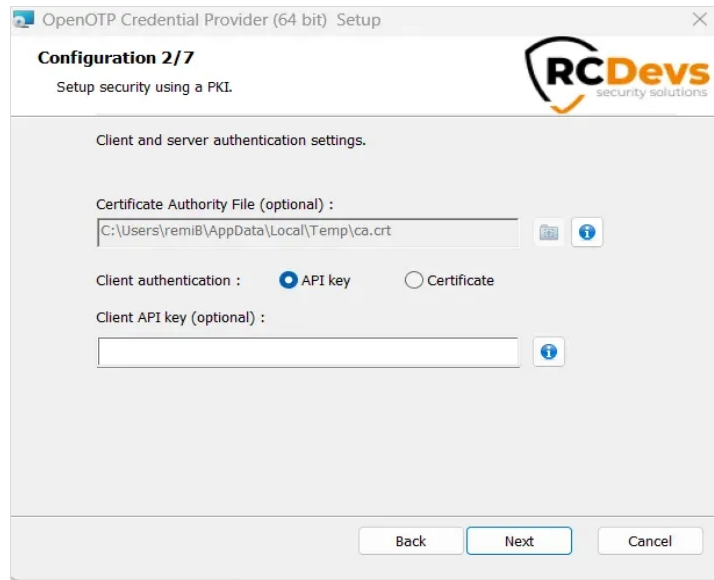 OpenOTP Credential Provider (64 bit) Setup
Configuration 2/7
Setup security using a PKI.
RCDevs
security solutions
Client and server authentication settings.
Certificate Authority File (optional) :
C:\Users\remiB\AppData\Local\Temp\ca.crt
Client authentication : API key Certificate
Client API key (optional) :
Back Next Cancel